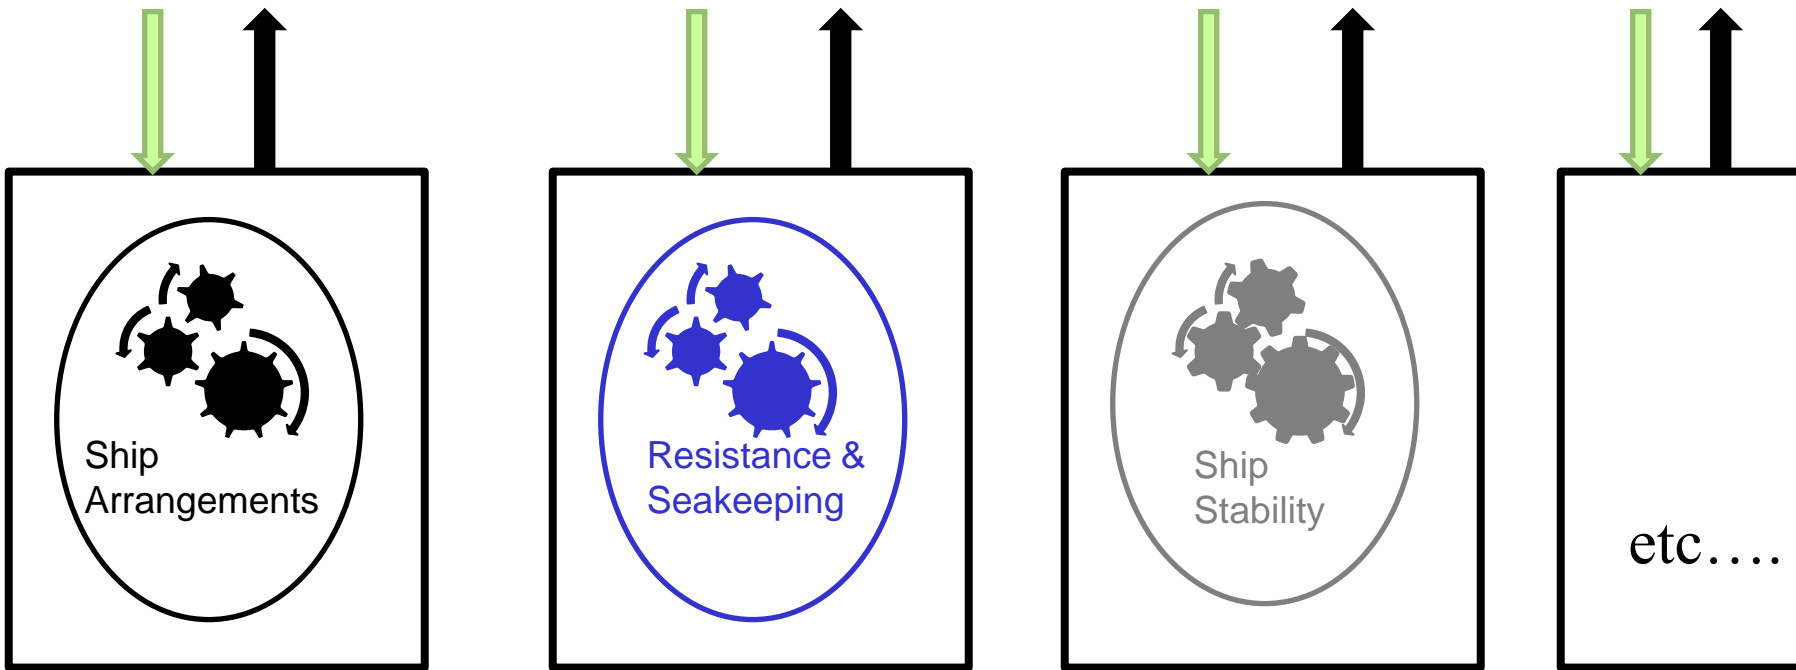 Ship
Arrangements
Resistance &
Seakeeping
Ship
Stability
etc….